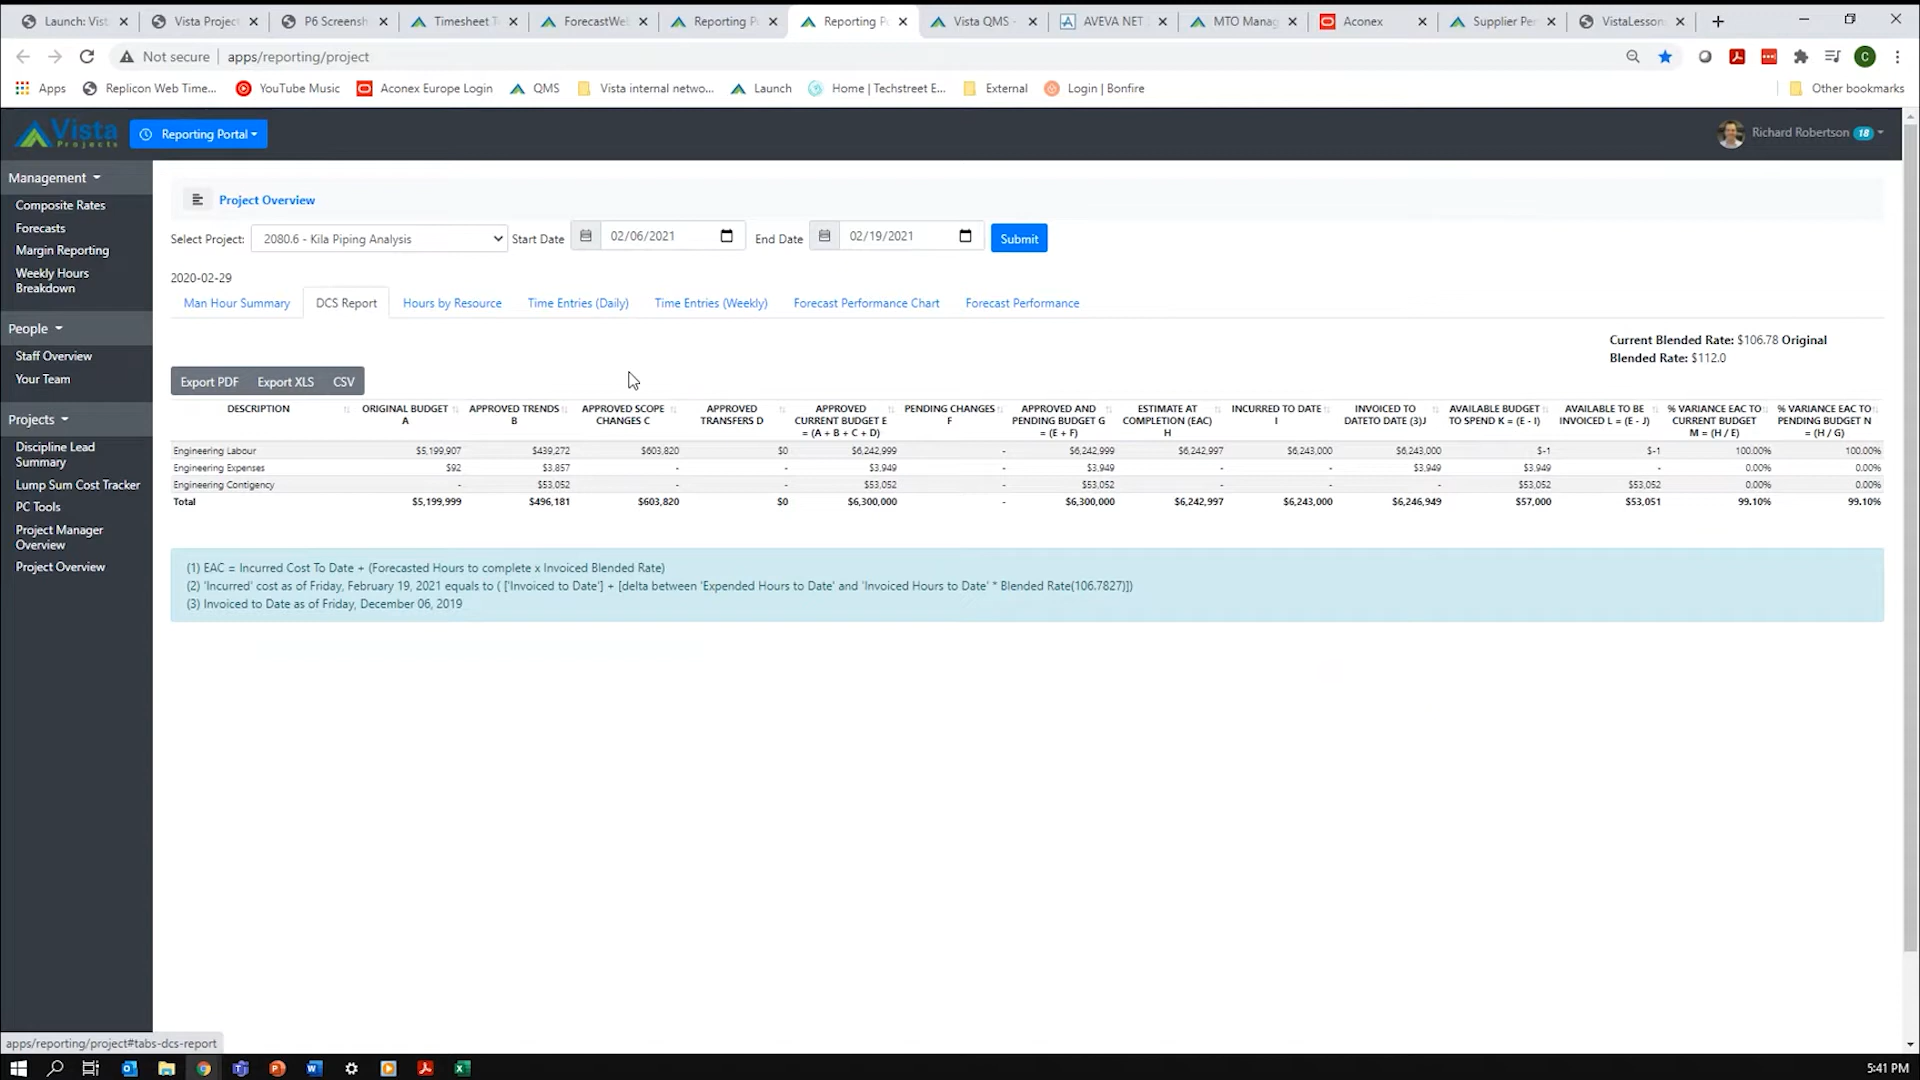 Launch: Vist
Vista Project
P6 Screensh
Timesheet T
ForecastWe
Reporting P
Reporting P
Vista QMS -
AVEVA NET
MTO Manag
Aconex
Supplier Per
VistaLesson
Not secure
apps/reporting/project
C
Apps
Replicon Web Time...
YouTube Music
Aconex Europe Login
QMS
Vista internal netwo...
Launch
Home | Techstreet E...
External
Login | Bonfire
Other bookmarks
Vista
Projects
Reporting Portal
Richard Robertson 18
Management
Composite Rates
Forecasts
Margin Reporting
Weekly Hours
Breakdown
People
Staff Overview
Your Team
Projects
Discipline Lead
Summary
Lump Sum Cost Tracker
PC Tools
Project Manager
Overview
Project Overview
Project Overview
Select Project: 2080.6 - Kila Piping Analysis Start Date 02/06/2021 End Date 02/19/2021 Submit
2020-02-29
Man Hour Summary DCS Report Hours by Resource Time Entries (Daily) Time Entries (Weekly) Forecast Performance Chart Forecast Performance
Current Blended Rate: $106.78 Original
Blended Rate: $112.0
Export PDF Export XLS CSV
DESCRIPTION ORIGINAL BUDGET APPROVED TRENDS APPROVED SCOPE APPROVED APPROVED PENDING CHANGES APPROVED AND ESTIMATE AT INCURRED TO DATE INVOICED TO AVAILABLE BUDGET AVAILABLE TO BE % VARIANCE EAC TO % VARIANCE EAC TO
A B CHANGES C TRANSFERS D CURRENT BUDGET E F PENDING BUDGET G COMPLETION (EAC) I DATETO DATE (3)J TO SPEND K = (E - I) INVOICED L = (E - J) CURRENT BUDGET PENDING BUDGET N
= (A + B + C + D) = (E + F) H M = (H / E) = (H / G)
Engineering Labour $5,199,907 $439,272 $603,820 $0 $6,242,999 - $6,242,999 $6,242,997 $6,243,000 $6,243,000 $-1 $-1 100.00% 100.00%
Engineering Expenses $92 $3,857 - - $3,949 - $3,949 - - $3,949 $3,949 - 0.00% 0.00%
Engineering Contigency - $53,052 - - $53,052 - $53,052 - - - $53,052 $53,052 0.00% 0.00%
Total $5,199,999 $496,181 $603,820 $0 $6,300,000 - $6,300,000 $6,242,997 $6,243,000 $6,246,949 $57,000 $53,051 99.10% 99.10%
(1) EAC = Incurred Cost To Date + (Forecasted Hours to complete x Invoiced Blended Rate)
(2) 'Incurred' cost as of Friday, February 19, 2021 equals to ( ['Invoiced to Date'] + [delta between 'Expended Hours to Date' and 'Invoiced Hours to Date' * Blended Rate(106.7827)])
(3) Invoiced to Date as of Friday, December 06, 2019
apps/reporting/project#tabs-dcs-report
5:41 PM